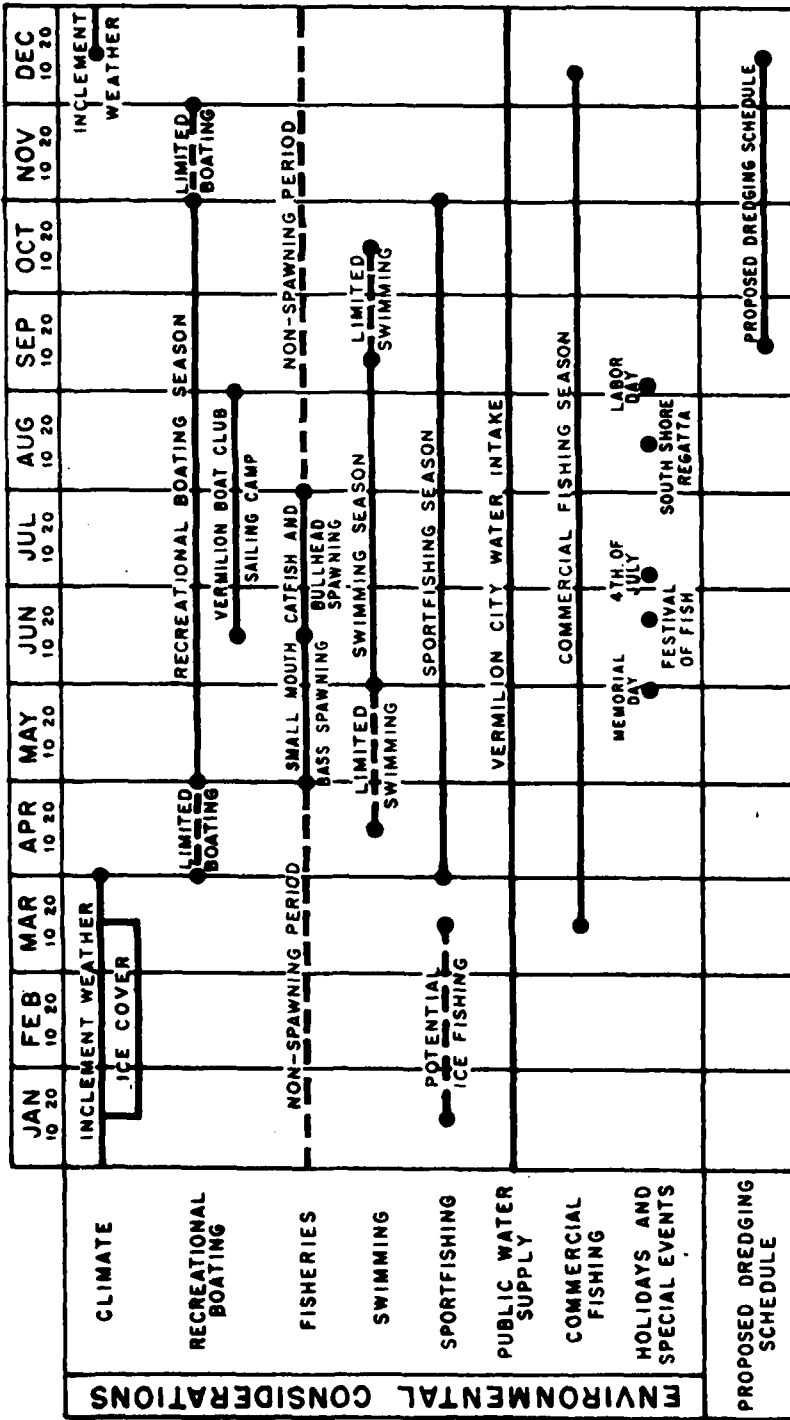 JAN FEB MAR APR MAY JUN JUL AUG SEP OCT NOV DEC
10 20 10 20 10 20 10 20 10 20 10 20 10 20 10 20 10 20 10 20 10 20 10 20
ENVIRONMENTAL CONSIDERATIONS
CLIMATE
INCLEMENT WEATHER
ICE COVER
INCLEMENT
WEATHER
RECREATIONAL
BOATING
LIMITED
BOATING
RECREATIONAL BOATING SEASON
LIMITED
BOATING
VERMILION BOAT CLUB
SAILING CAMP
FISHERIES
NON-SPAWNING PERIOD
SMALL MOUTH
BASS SPAWNING
CATFISH AND
BULLHEAD
SPAWNING
NON-SPAWNING PERIOD
SWIMMING
LIMITED
SWIMMING
SWIMMING SEASON
LIMITED
SWIMMING
SPORTFISHING
POTENTIAL
ICE FISHING
SPORTFISHING SEASON
PUBLIC WATER
SUPPLY
VERMILION CITY WATER INTAKE
COMMERCIAL
FISHING
COMMERCIAL FISHING SEASON
HOLIDAYS AND
SPECIAL EVENTS
MEMORIAL
DAY
FESTIVAL
OF FISH
4TH. OF
JULY
SOUTH SHORE
REGATTA
LABOR
DAY
PROPOSED DREDGING
SCHEDULE
PROPOSED DREDGING SCHEDULE